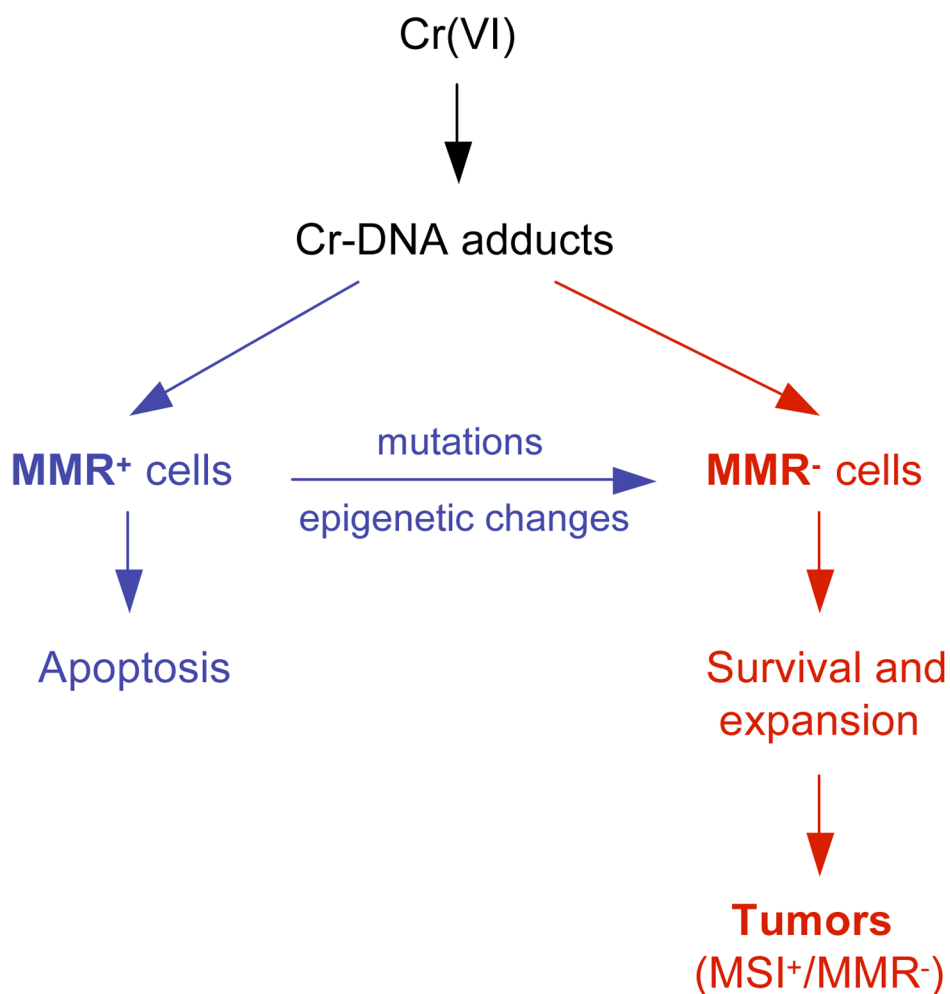 Cr(VI)
Cr-DNA adducts
MMR⁺ cells
mutations
epigenetic changes
MMR⁻ cells
Apoptosis
Survival and
expansion
Tumors
(MSI⁺/MMR⁻)